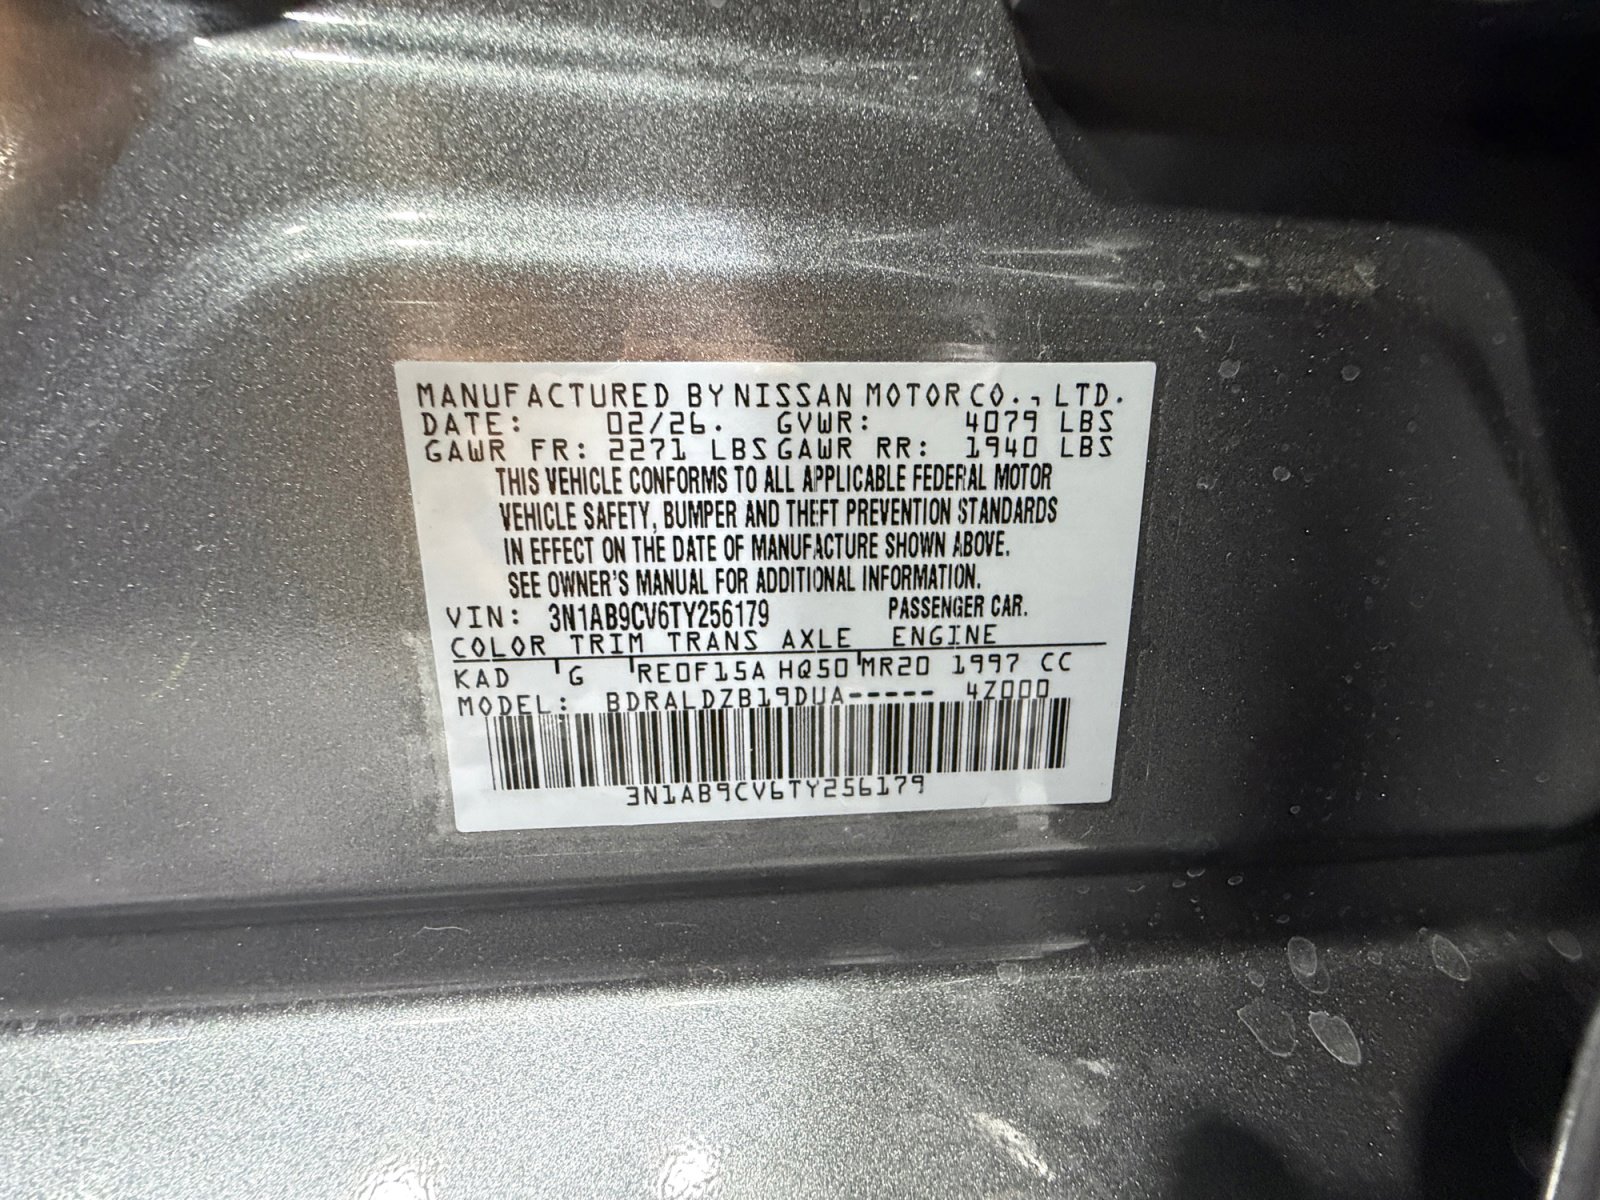 MANUFACTURED BY NISSAN MOTOR CO., LTD.
DATE: 02/26. GVWR: 4079 LBS
GAWR FR: 2271 LBS GAWR RR: 1940 LBS
THIS VEHICLE CONFORMS TO ALL APPLICABLE FEDERAL MOTOR
VEHICLE SAFETY, BUMPER AND THEFT PREVENTION STANDARDS
IN EFFECT ON THE DATE OF MANUFACTURE SHOWN ABOVE.
SEE OWNER'S MANUAL FOR ADDITIONAL INFORMATION.
VIN: 3N1AB9CV6TY256179 PASSENGER CAR.
COLOR TRIM TRANS AXLE ENGINE
KAD G RE0F15A HQ50 MR20 1997 CC
MODEL: BDRALDZB19DUA----- 4Z000
3N1AB9CV6TY256179